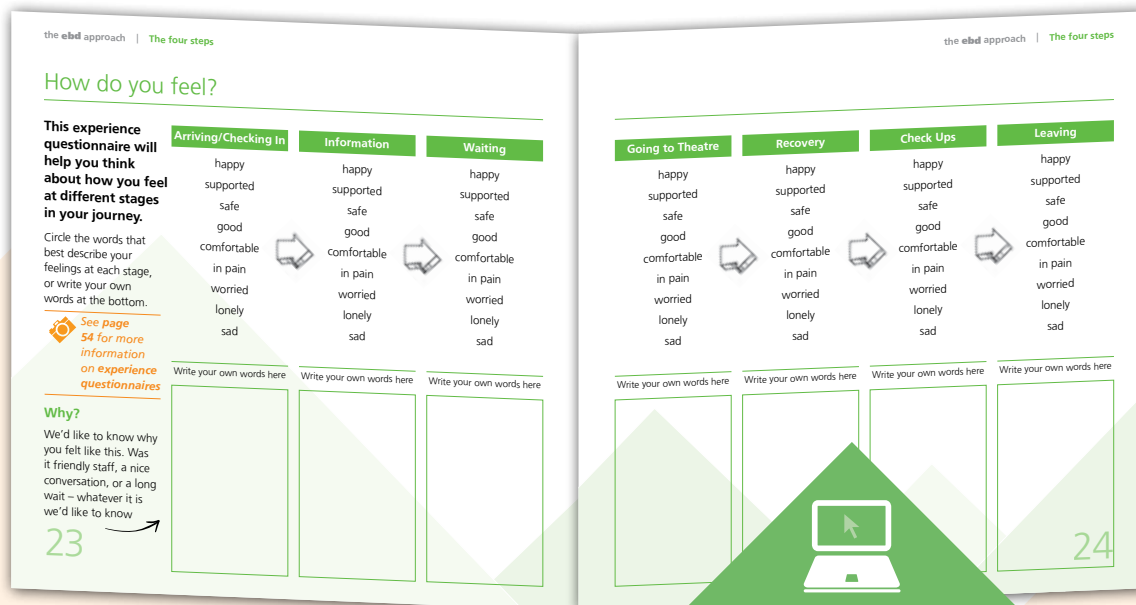 the ebd approach | The four steps
How do you feel?
This experience
questionnaire will
help you think
about how you feel
at different stages
in your journey.
Circle the words that
best describe your
feelings at each stage,
or write your own
words at the bottom.
See page
54 for more
information
on experience
questionnaires
Why?
We'd like to know why
you felt like this. Was
it friendly staff, a nice
conversation, or a long
wait – whatever it is
we'd like to know
23
Arriving/Checking In
happy
supported
safe
good
comfortable
in pain
worried
lonely
sad
Write your own words here
Information
happy
supported
safe
good
comfortable
in pain
worried
lonely
sad
Write your own words here
Waiting
happy
supported
safe
good
comfortable
in pain
worried
lonely
sad
Write your own words here
the ebd approach | The four steps
Going to Theatre
happy
supported
safe
good
comfortable
in pain
worried
lonely
sad
Write your own words here
Recovery
happy
supported
safe
good
comfortable
in pain
worried
lonely
sad
Write your own words here
Check Ups
happy
supported
safe
good
comfortable
in pain
worried
lonely
sad
Write your own words here
Leaving
happy
supported
safe
good
comfortable
in pain
worried
lonely
sad
Write your own words here
24